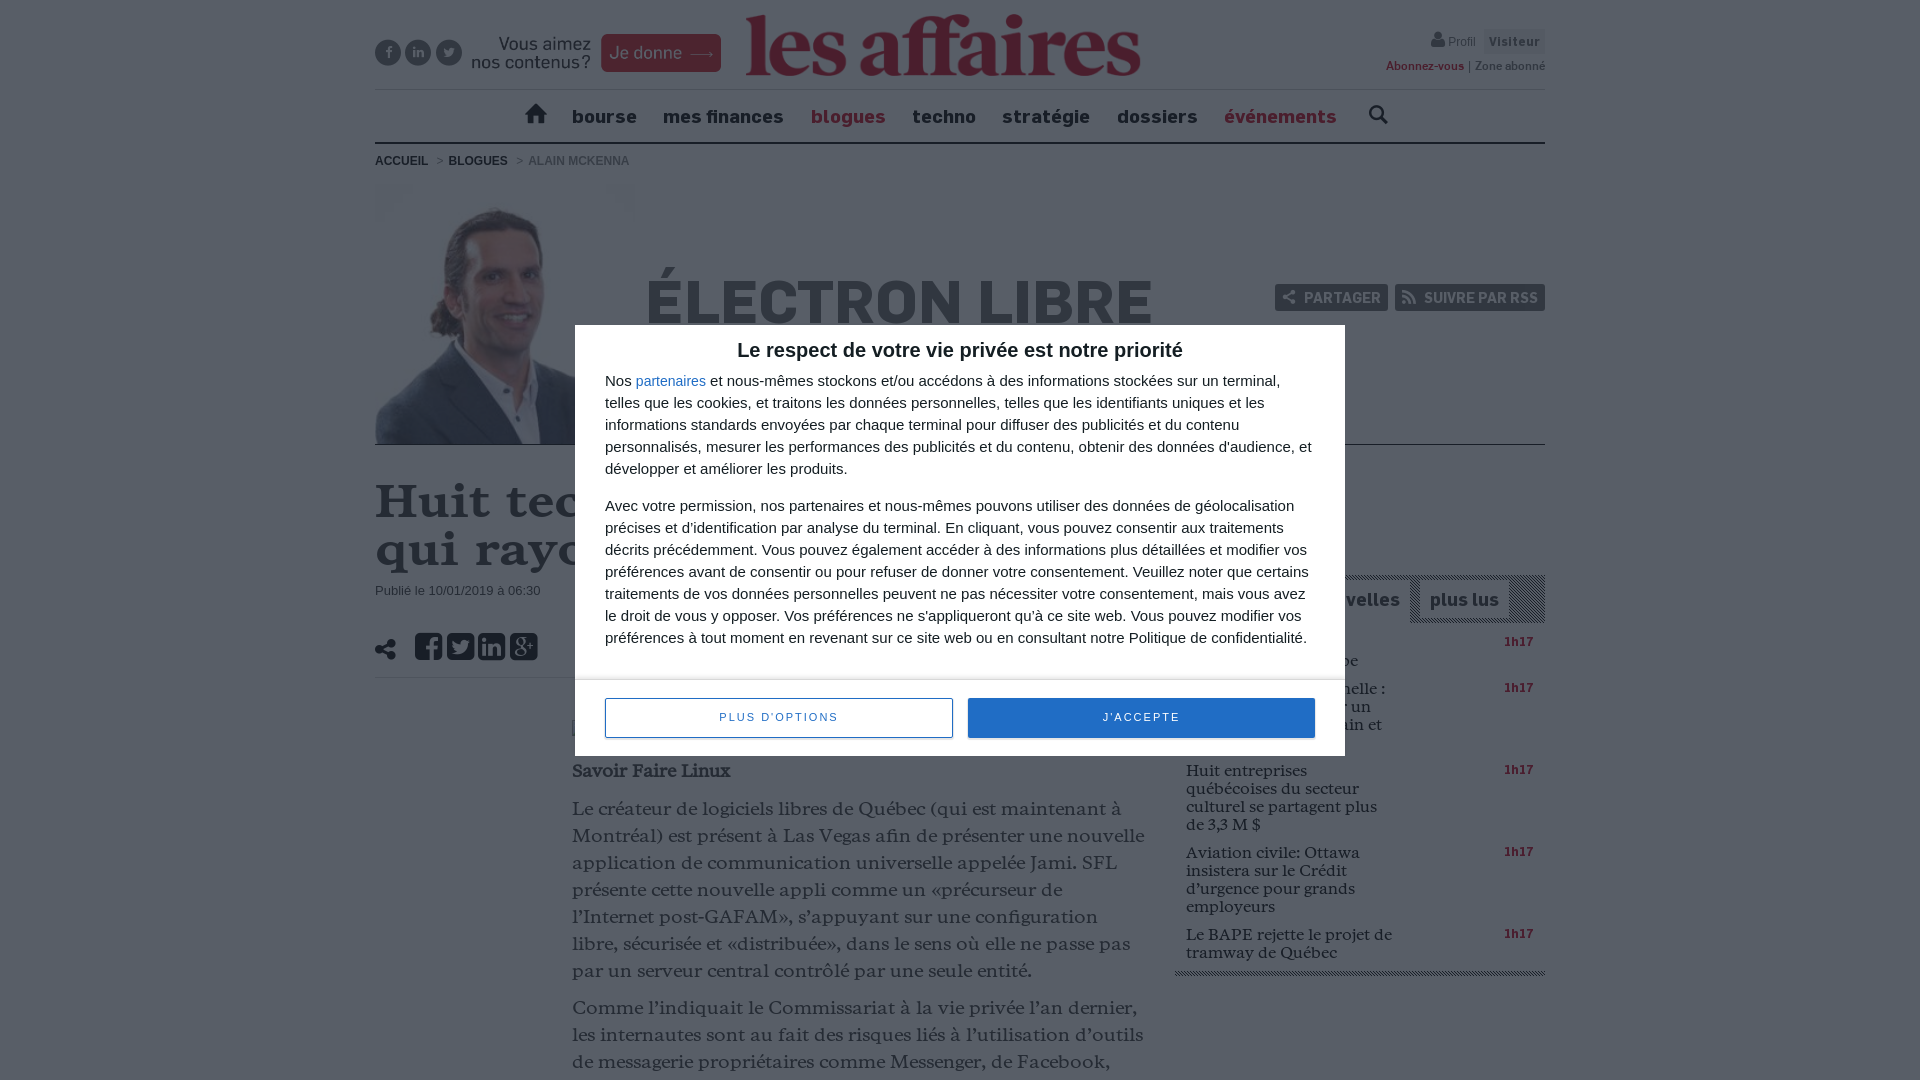 Vous aimez
nos contenus?
Je donne
les affaires
Profil Visiteur
Abonnez-vous | Zone abonné
bourse mes finances blogues techno stratégie dossiers événements
ACCUEIL > BLOGUES > ALAIN MCKENNA
ÉLECTRON LIBRE
PARTAGER SUIVRE PAR RSS
Le respect de votre vie privée est notre priorité
Nos partenaires et nous-mêmes stockons et/ou accédons à des informations stockées sur un terminal,
telles que les cookies, et traitons les données personnelles, telles que les identifiants uniques et les
informations standards envoyées par chaque terminal pour diffuser des publicités et du contenu
personnalisés, mesurer les performances des publicités et du contenu, obtenir des données d'audience, et
développer et améliorer les produits.
Avec votre permission, nos partenaires et nous-mêmes pouvons utiliser des données de géolocalisation
précises et d’identification par analyse du terminal. En cliquant, vous pouvez consentir aux traitements
décrits précédemment. Vous pouvez également accéder à des informations plus détaillées et modifier vos
préférences avant de consentir ou pour refuser de donner votre consentement. Veuillez noter que certains
traitements de vos données personnelles peuvent ne pas nécessiter votre consentement, mais vous avez
le droit de vous y opposer. Vos préférences ne s'appliqueront qu’à ce site web. Vous pouvez modifier vos
préférences à tout moment en revenant sur ce site web ou en consultant notre Politique de confidentialité.
PLUS D'OPTIONS J'ACCEPTE
Huit
qui
Publié le 10/01/2019 à 06:30
Savoir Faire Linux
Le créateur de logiciels libres de Québec (qui est maintenant à
Montréal) est présent à Las Vegas afin de présenter une nouvelle
application de communication universelle appelée Jami. SFL
présente cette nouvelle appli comme un «précurseur de
l’Internet post-GAFAM», s’appuyant sur une configuration
libre, sécurisée et «distribuée», dans le sens où elle ne passe pas
par un serveur central contrôlé par une seule entité.
Comme l’indiquait le Commissariat à la vie privée l’an dernier,
les internautes sont au fait des risques liés à l’utilisation d’outils
de messagerie propriétaires comme Messenger, de Facebook,
plus lus
1h17
: 1h17
un
et
Huit entreprises 1h17
québécoises du secteur
culturel se partagent plus
de 3,3 M $
Aviation civile: Ottawa 1h17
insistera sur le Crédit
d’urgence pour grands
employeurs
Le BAPE rejette le projet de 1h17
tramway de Québec